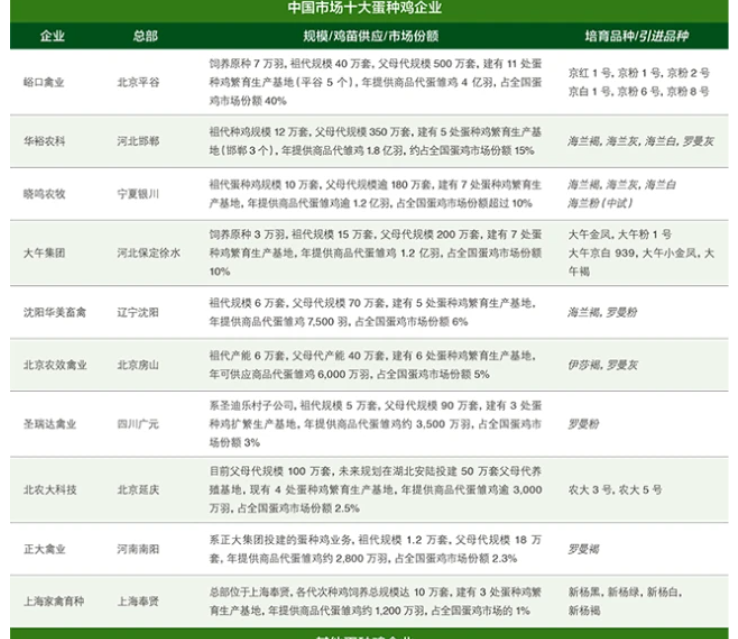 中国市场十大蛋种鸡企业
企业 总部 规模/鸡苗供应/市场份额 培育品种/引进品种
峪口禽业 北京平谷
饲养原种 7 万羽, 祖代规模 40 万套, 父母代规模 500 万套, 建有 11 处蛋
种鸡繁育生产基地(平谷 5 个), 年提供商品代雏鸡 4 亿羽, 占全国蛋
鸡市场份额 40%
京红 1 号, 京粉 1 号, 京粉 2 号
京白 1 号, 京粉 6 号, 京粉 8 号
华裕农科 河北邯郸
祖代种鸡规模 12 万套, 父母代规模 350 万套, 建有 5 处蛋种鸡繁育生产基
地(邯郸 3 个), 年提供商品代雏鸡 1.8 亿羽, 约占全国蛋鸡市场份额 15%
海兰褐, 海兰灰, 海兰白, 罗曼灰
晓鸣农牧 宁夏银川
祖代蛋种鸡规模 10 万套, 父母代规模逾 180 万套, 建有 7 处蛋种鸡繁育生
产基地, 年提供商品代蛋雏鸡逾 1.2 亿羽, 占全国蛋鸡市场份额超过 10%
海兰褐, 海兰灰, 海兰白
海兰粉(中试)
大午集团 河北保定徐水
饲养原种 3 万羽, 祖代规模 15 万套, 父母代规模 200 万套, 建有 7 处蛋
种鸡繁育生产基地, 年提供商品代蛋雏鸡 1.2 亿羽, 占全国蛋鸡市场份额
10%
大午金凤, 大午粉 1 号
大午京白 939, 大午小金凤, 大
午褐
沈阳华美畜禽 辽宁沈阳
祖代规模 6 万套, 父母代规模 70 万套, 建有 5 处蛋种鸡繁育生产基地,
年提供商品代蛋雏鸡 7,500 羽, 占全国蛋鸡市场份额 6%
海兰褐, 罗曼粉
北京农效禽业 北京房山
祖代产能 6 万套, 父母代产能 40 万套, 建有 6 处蛋种鸡繁育生产基地,
年可供应商品代蛋雏鸡 6,000 万羽, 占全国蛋鸡市场份额 5%
伊莎褐, 罗曼灰
圣瑞达禽业 四川广元
系圣迪乐村子公司, 祖代规模 5 万套, 父母代规模 90 万套, 建有 3 处蛋
种鸡扩繁生产基地, 年提供商品代蛋雏鸡约 3,500 万羽, 占全国蛋鸡市
场份额 3%
罗曼粉
北农大科技 北京延庆
目前父母代规模 100 万套, 未来规划在湖北安陆投建 50 万套父母代养
殖基地, 现有 4 处蛋种鸡繁育生产基地, 年提供商品代蛋雏鸡逾 3,000
万羽, 占全国蛋鸡市场份额 2.5%
农大 3 号, 农大 5 号
正大禽业 河南南阳
系正大集团投建的蛋种鸡业务, 祖代规模 1.2 万套, 父母代规模 18 万
套, 年提供商品代蛋雏鸡约 2,800 万羽, 占全国蛋鸡市场份额 2.3%
罗曼褐
上海家禽育种 上海奉贤
总部位于上海奉贤, 各代次种鸡饲养总规模达 10 万套, 建有 3 处蛋种鸡繁
育生产基地, 年提供商品代蛋雏鸡约 1,200 万羽, 占全国蛋鸡市场的 1%
新杨黑, 新杨绿, 新杨白,
新杨褐